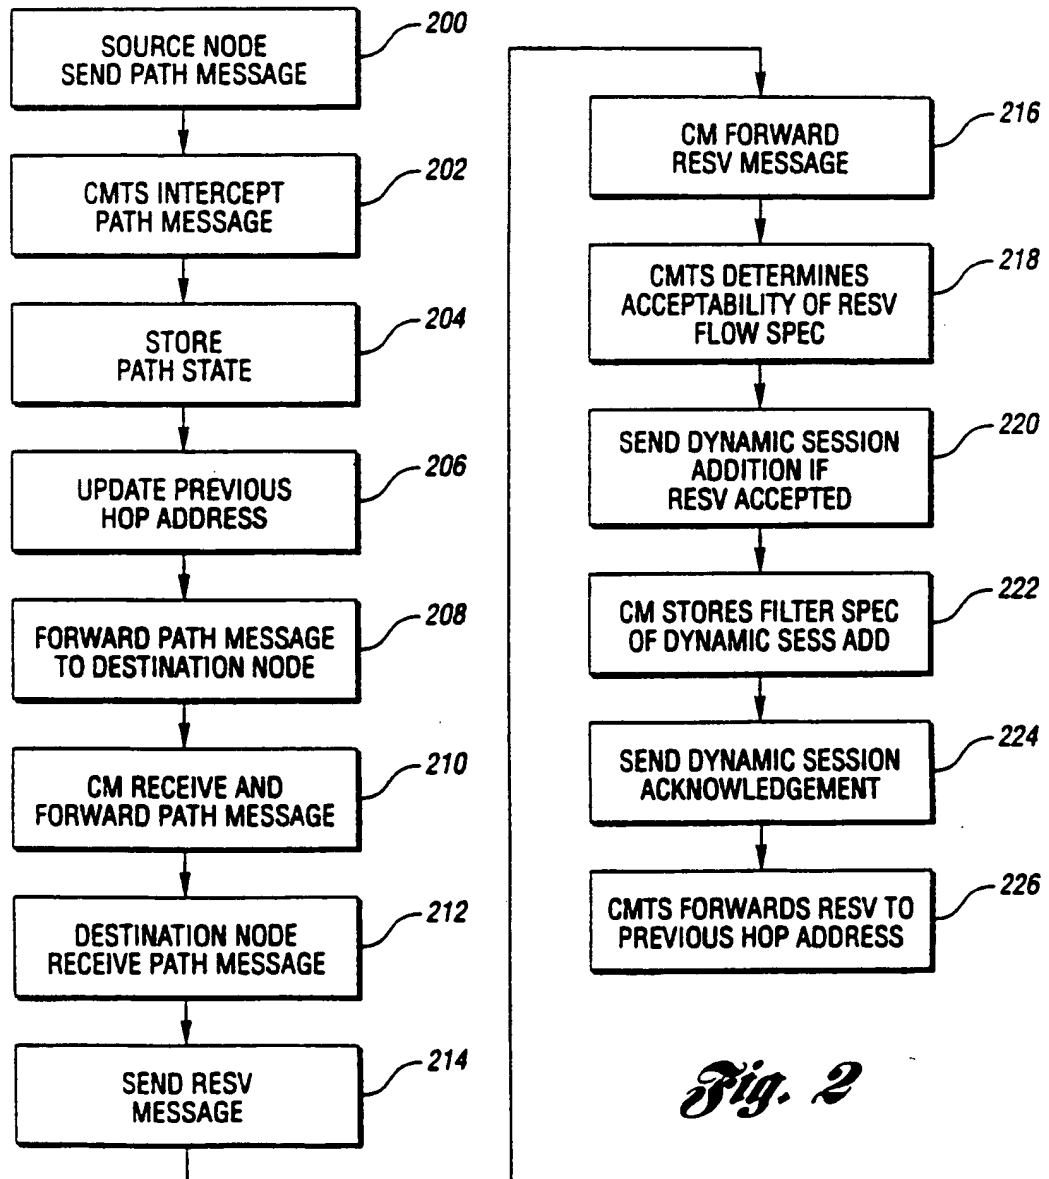 SOURCE NODE
SEND PATH MESSAGE
200
CMTS INTERCEPT
PATH MESSAGE
202
STORE
PATH STATE
204
UPDATE PREVIOUS
HOP ADDRESS
206
FORWARD PATH MESSAGE
TO DESTINATION NODE
208
CM RECEIVE AND
FORWARD PATH MESSAGE
210
DESTINATION NODE
RECEIVE PATH MESSAGE
212
SEND RESV
MESSAGE
214
CM FORWARD
RESV MESSAGE
216
CMTS DETERMINES
ACCEPTABILITY OF RESV
FLOW SPEC
218
SEND DYNAMIC SESSION
ADDITION IF
RESV ACCEPTED
220
CM STORES FILTER SPEC
OF DYNAMIC SESS ADD
222
SEND DYNAMIC SESSION
ACKNOWLEDGEMENT
224
CMTS FORWARDS RESV TO
PREVIOUS HOP ADDRESS
226
Fig. 2